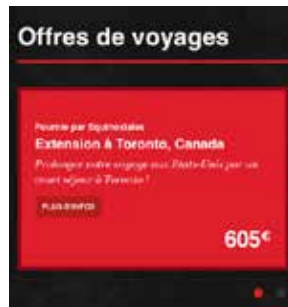 Offres de voyages
Fournie par Equinoxiales
Extension à Toronto, Canada
Prolongez votre voyage aux États-Unis par un
court séjour à Toronto !
PLUS D'INFOS
605€